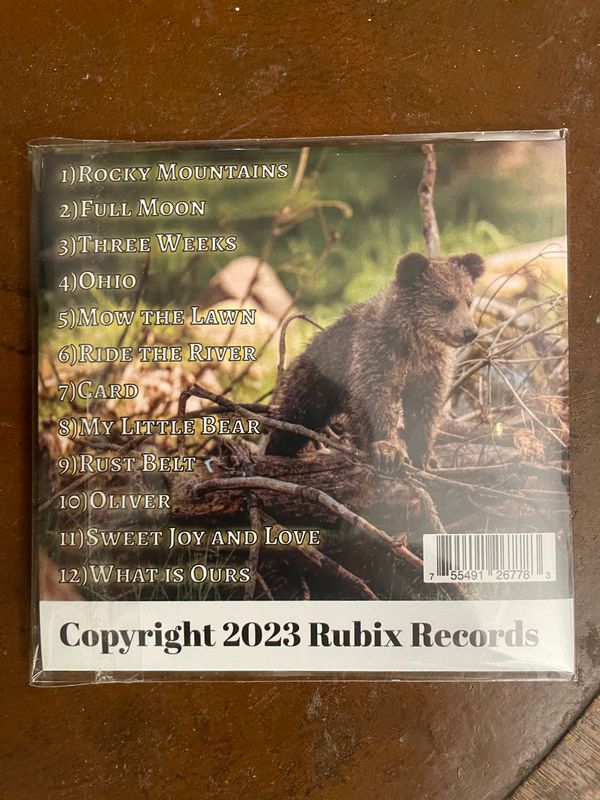 1)Rocky Mountains
2)Full Moon
3)Three Weeks
4)Ohio
5)Mow the Lawn
6)Ride the River
7)Card
8)My Little Bear
9)Rust Belt
10)Oliver
11)Sweet Joy and Love
12)What is Ours
7 55491 26778 3
Copyright 2023 Rubix Records